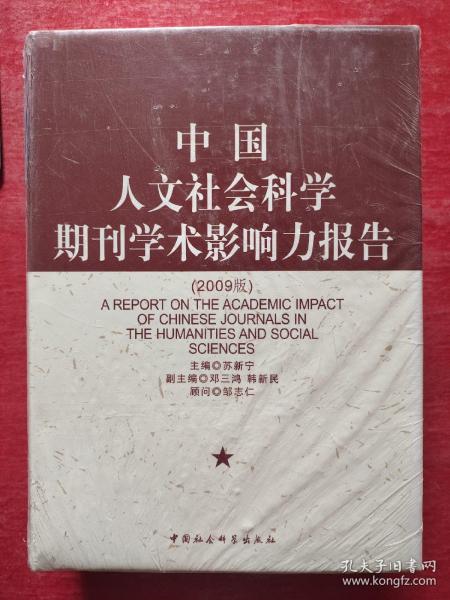 中国
人文社会科学
期刊学术影响力报告
(2009版)
A REPORT ON THE ACADEMIC IMPACT
OF CHINESE JOURNALS IN
THE HUMANITIES AND SOCIAL
SCIENCES
主编◎苏新宁
副主编◎邓三鸿 韩新民
顾问◎邹志仁
中国社会科学出版社
孔夫子旧书网
www.kongfz.com